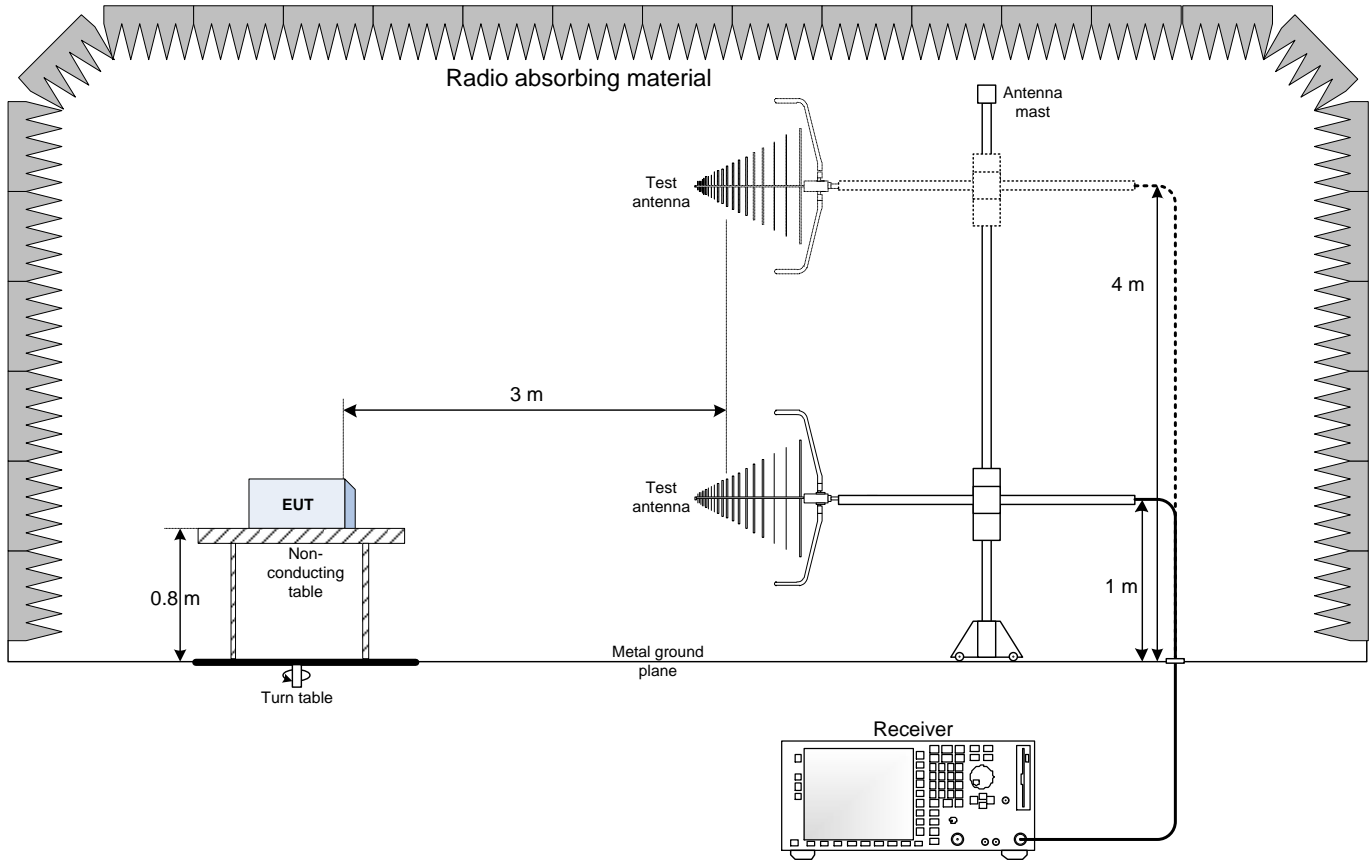 Radio absorbing material
Antenna
mast
Test
antenna
4 m
3 m
Test
antenna
EUT
Non-
conducting
table
0.8 m
1 m
Metal ground
plane
Turn table
Receiver